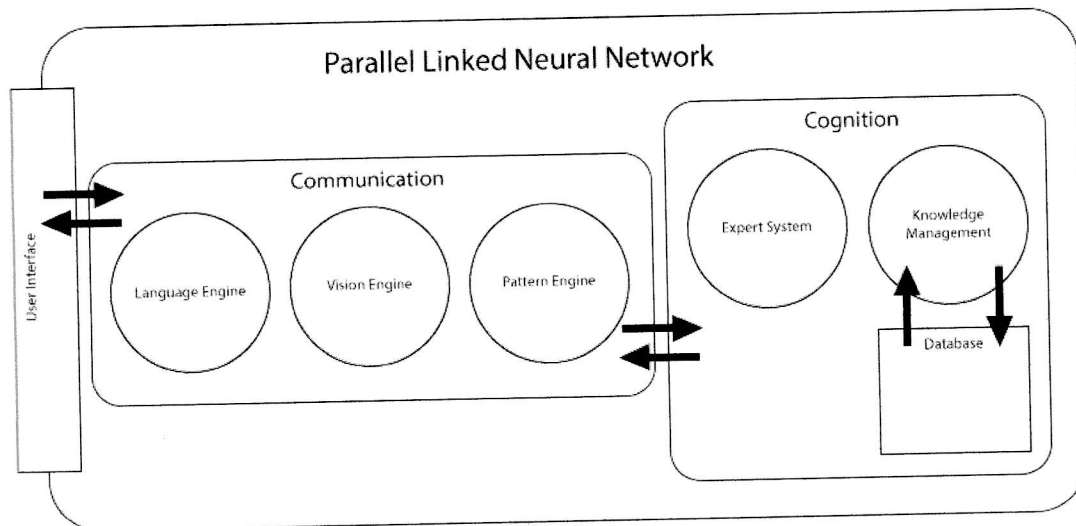 Parallel Linked Neural Network
User Interface
Communication
Language Engine
Vision Engine
Pattern Engine
Cognition
Expert System
Knowledge
Management
Database